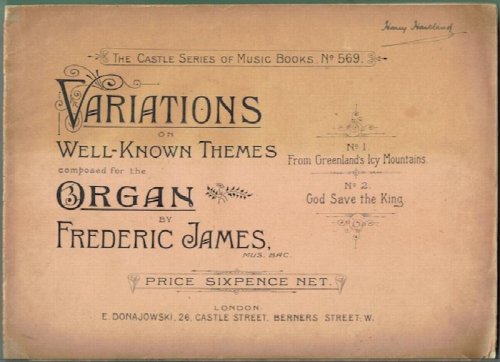 The Castle Series of Music Books. No 569.
Variations
on
Well-Known Themes
composed for the
Organ
by
Frederic James,
Mus. Bac.
No 1
From Greenland's Icy Mountains.
No 2.
God Save the King.
Price Sixpence Net.
London
E. Donajowski, 26, Castle Street, Berners Street, W.